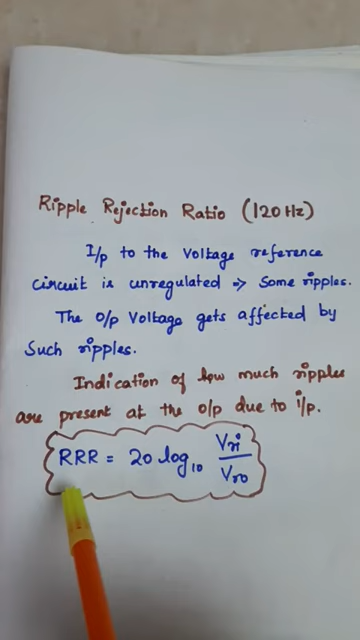 Ripple Rejection Ratio (120 Hz)
I/p to the voltage reference
circuit is unregulated → Some ripples.
The o/p voltage gets affected by
Such ripples.
Indication of how much ripples
are present at the o/p due to i/p.
RRR = 20 log₁₀ Vri/Vro